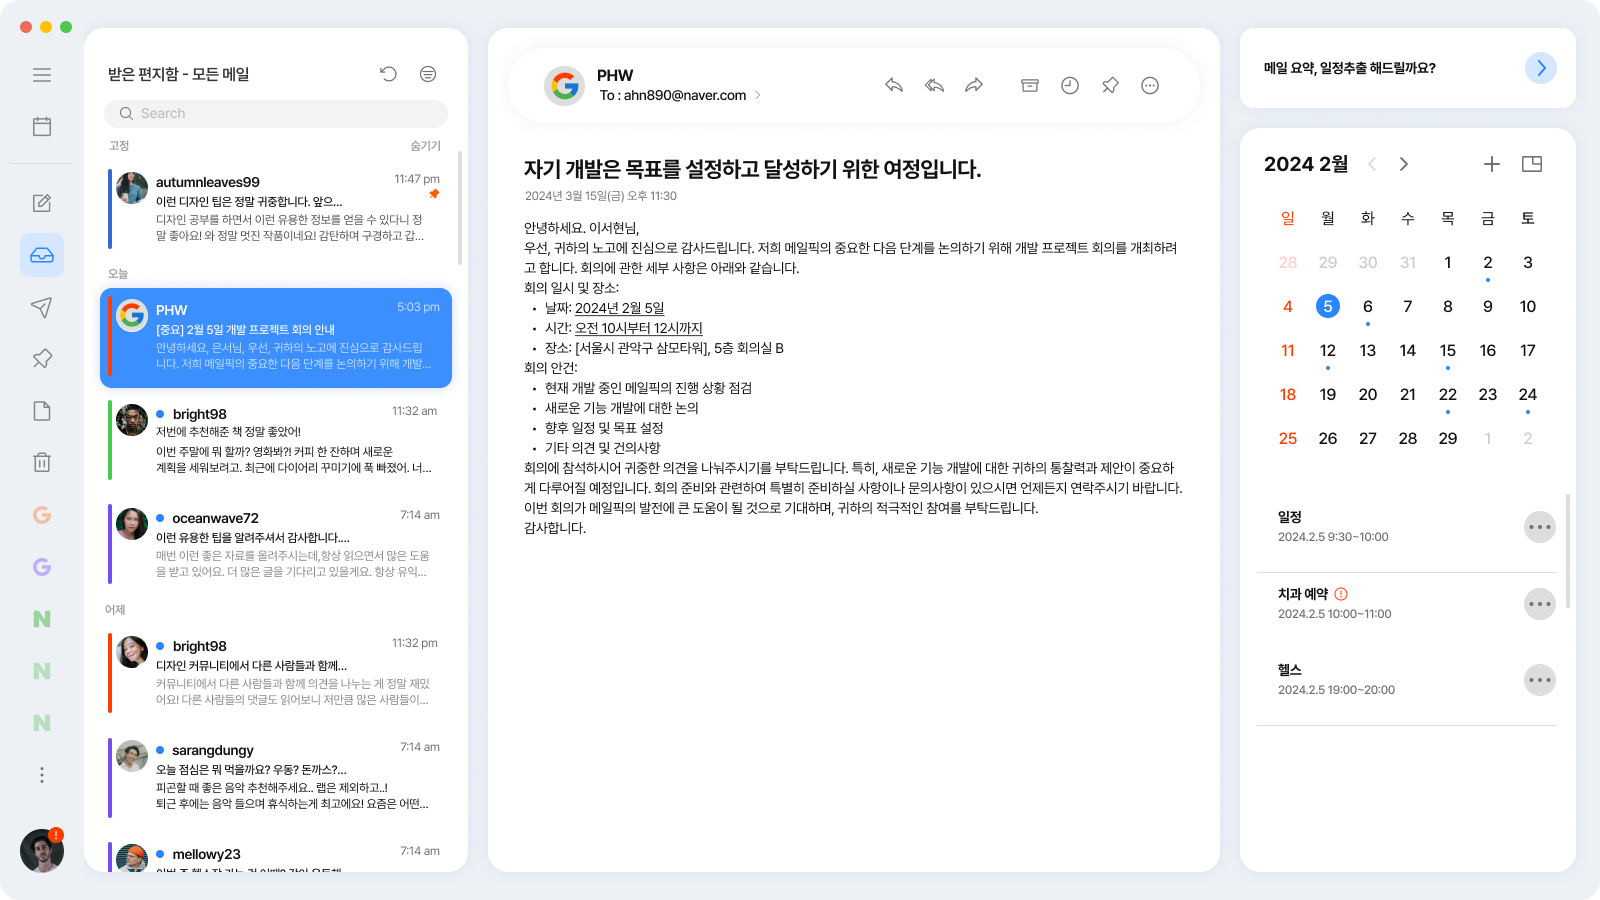 받은 편지함 - 모든 메일
Search
고정
숨기기
autumnleaves99
11:47 pm
이런 디자인 팁은 정말 귀중합니다. 앞으...
디자인 공부를 하면서 이런 유용한 정보를 얻을 수 있다니 정
말 좋아요! 와 정말 멋진 작품이네요! 감탄하며 구경하고 갑...
오늘
PHW
5:03 pm
[중요] 2월 5일 개발 프로젝트 회의 안내
안녕하세요, 은서님, 우선, 귀하의 노고에 진심으로 감사드립
니다. 저희 메일픽의 중요한 다음 단계를 논의하기 위해 개발...
bright98
11:32 am
저번에 추천해준 책 정말 좋았어!
이번 주말에 뭐 할까? 영화봐?! 커피 한 잔하며 새로운
계획을 세워보려고. 최근에 다이어리 꾸미기에 푹 빠졌어. 너...
oceanwave72
7:14 am
이런 유용한 팁을 알려주셔서 감사합니다....
매번 이런 좋은 자료를 올려주시는데,항상 읽으면서 많은 도움
을 받고 있어요. 더 많은 글을 기다리고 있을게요. 항상 유익...
어제
bright98
11:32 pm
디자인 커뮤니티에서 다른 사람들과 함께...
커뮤니티에서 다른 사람들과 함께 의견을 나누는 게 정말 재밌
어요! 다른 사람들의 댓글도 읽어보니 저만큼 많은 사람들이...
sarangdungy
7:14 am
오늘 점심은 뭐 먹을까요? 우동? 돈까스?...
피곤할 때 좋은 음악 추천해주세요.. 랩은 제외하고..!
퇴근 후에는 음악 들으며 휴식하는게 최고에요! 요즘은 어떤...
mellowy23
7:14 am
PHW
To : ahn890@naver.com
자기 개발은 목표를 설정하고 달성하기 위한 여정입니다.
2024년 3월 15일(금) 오후 11:30
안녕하세요. 이서현님,
우선, 귀하의 노고에 진심으로 감사드립니다. 저희 메일픽의 중요한 다음 단계를 논의하기 위해 개발 프로젝트 회의를 개최하려
고 합니다. 회의에 관한 세부 사항은 아래와 같습니다.
회의 일시 및 장소:
• 날짜: 2024년 2월 5일
• 시간: 오전 10시부터 12시까지
• 장소: [서울시 관악구 삼모타워], 5층 회의실 B
회의 안건:
• 현재 개발 중인 메일픽의 진행 상황 점검
• 새로운 기능 개발에 대한 논의
• 향후 일정 및 목표 설정
• 기타 의견 및 건의사항
회의에 참석하시어 귀중한 의견을 나눠주시기를 부탁드립니다. 특히, 새로운 기능 개발에 대한 귀하의 통찰력과 제안이 중요하
게 다루어질 예정입니다. 회의 준비와 관련하여 특별히 준비하실 사항이나 문의사항이 있으시면 언제든지 연락주시기 바랍니다.
이번 회의가 메일픽의 발전에 큰 도움이 될 것으로 기대하며, 귀하의 적극적인 참여를 부탁드립니다.
감사합니다.
메일 요약, 일정추출 해드릴까요?
2024 2월
일 월 화 수 목 금 토
28 29 30 31 1 2 3
4 5 6 7 8 9 10
11 12 13 14 15 16 17
18 19 20 21 22 23 24
25 26 27 28 29 1 2
일정
2024.2.5 9:30~10:00
치과 예약
2024.2.5 10:00~11:00
헬스
2024.2.5 19:00~20:00